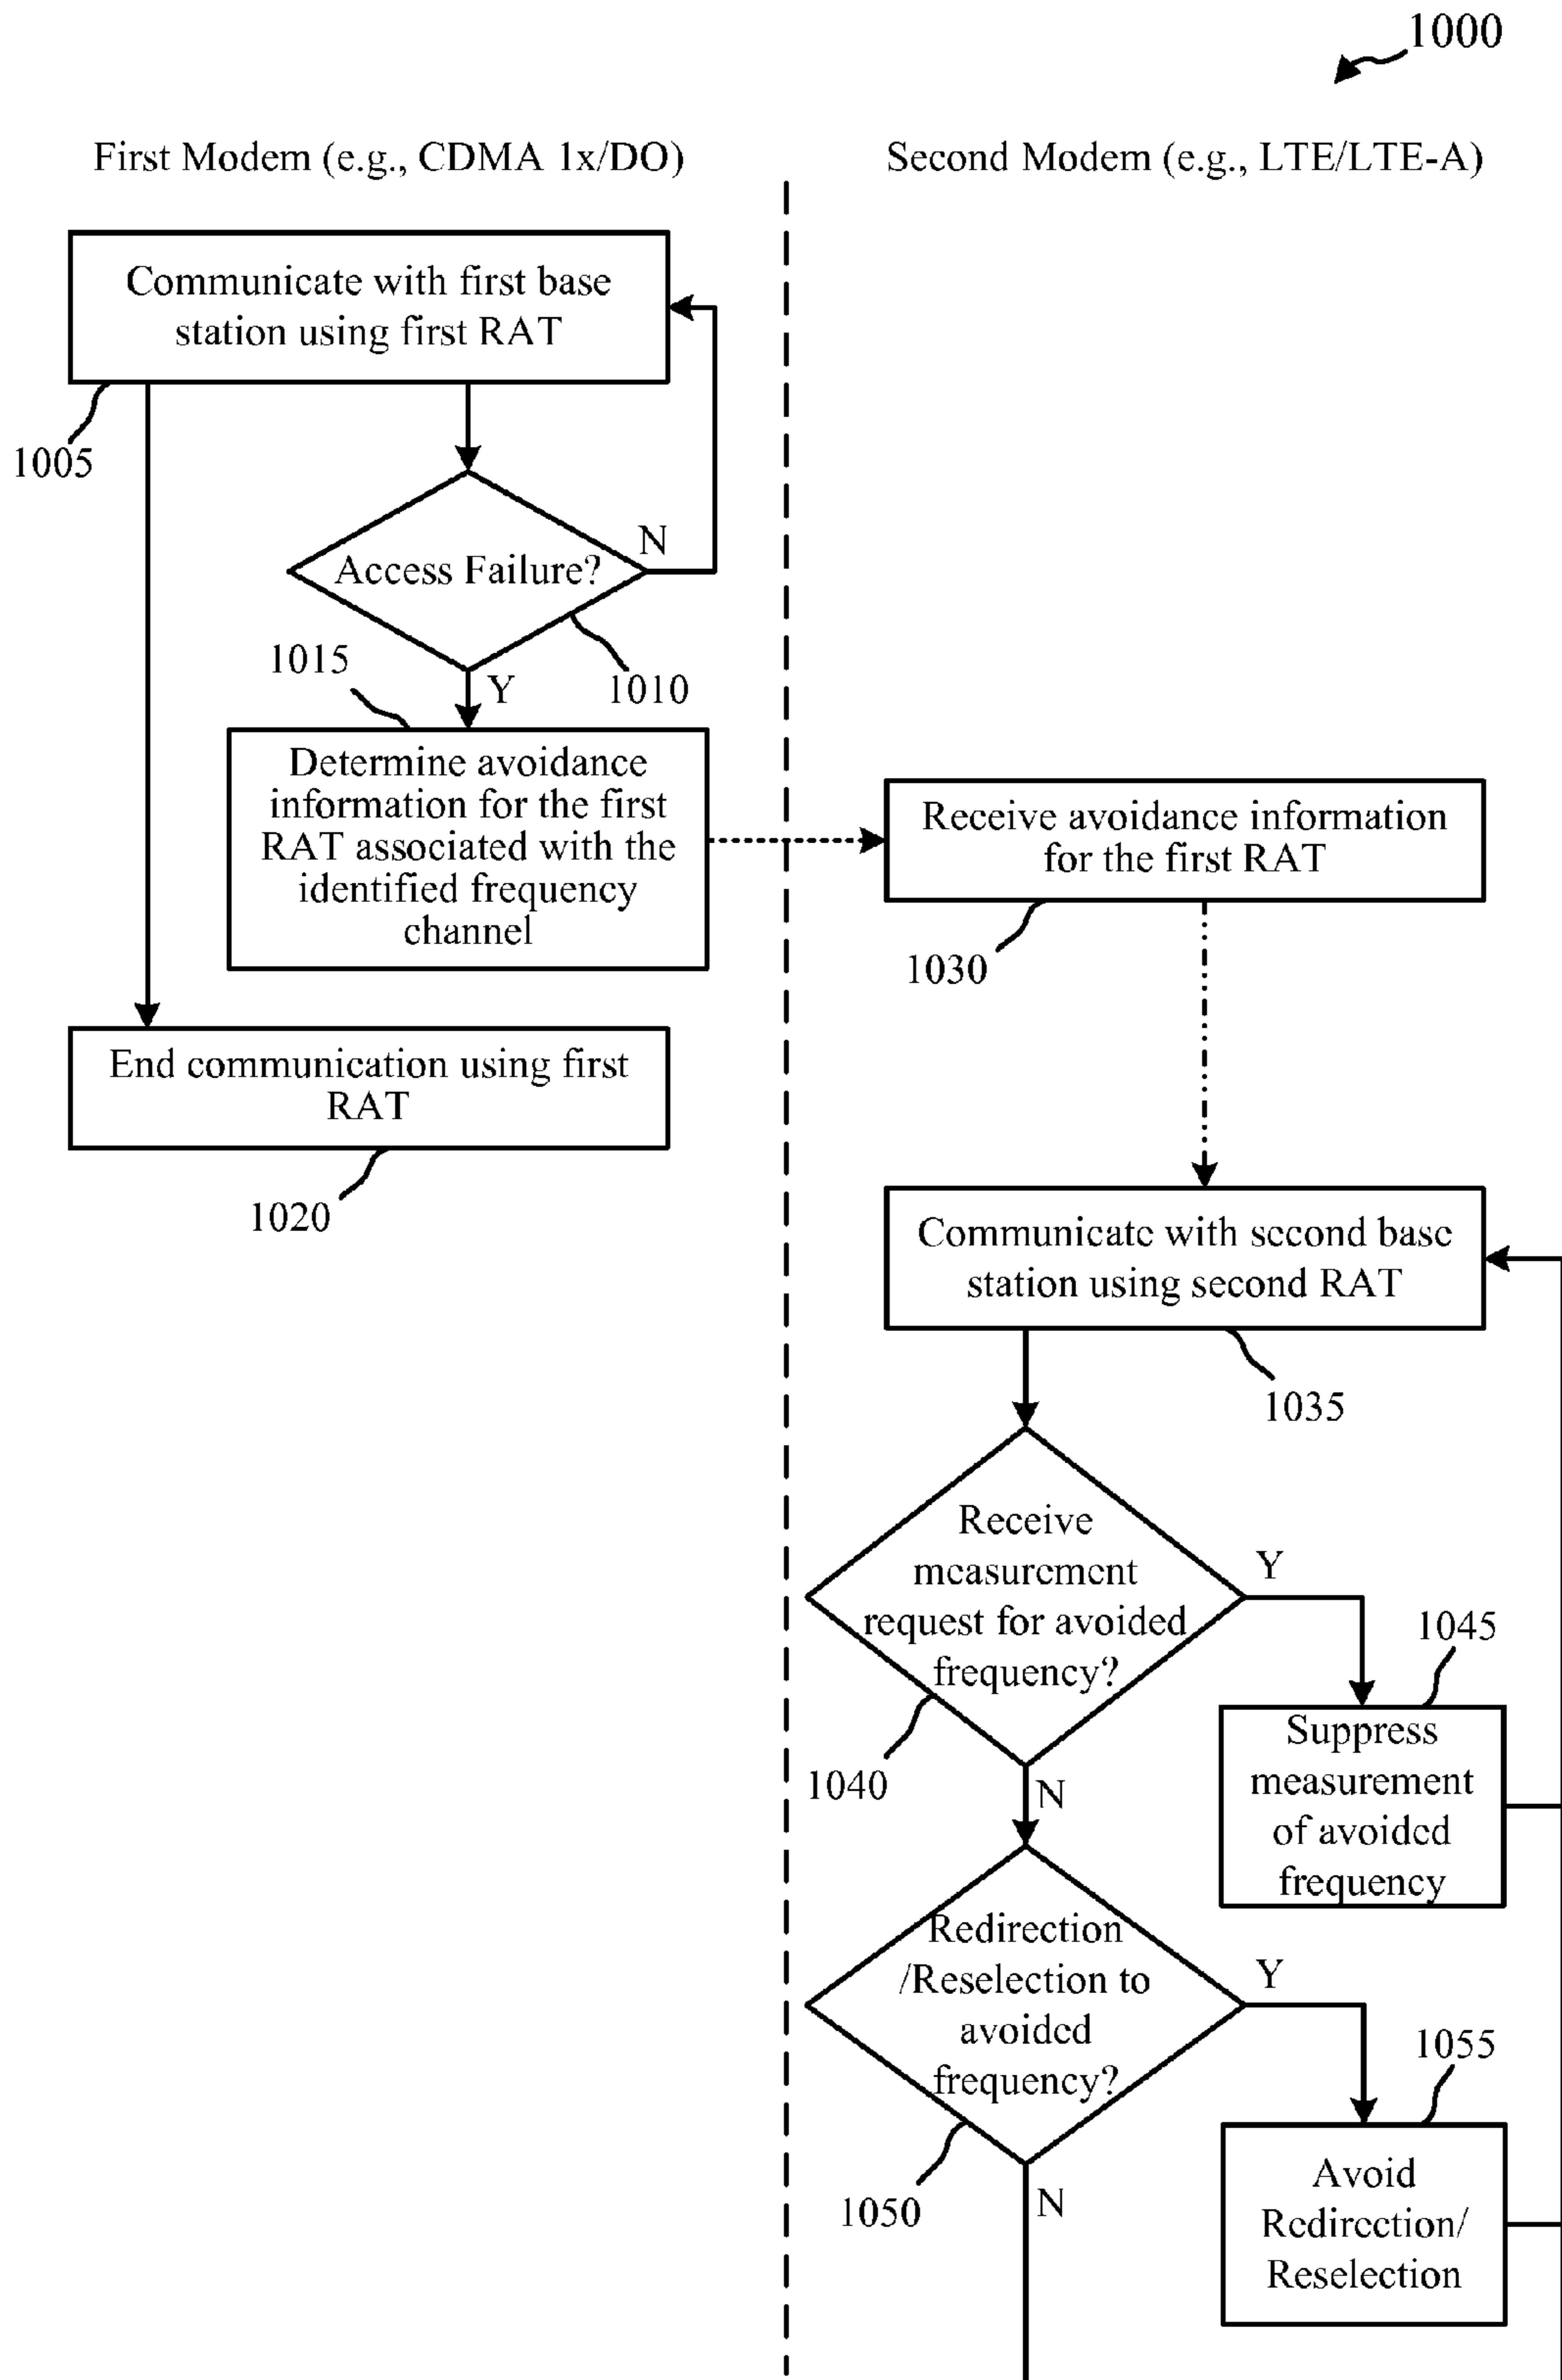 1000
First Modem (e.g., CDMA 1x/DO)
Second Modem (e.g., LTE/LTE-A)
Communicate with first base
station using first RAT
1005
Access Failure?
N
1010
Y
1015
Determine avoidance
information for the first
RAT associated with the
identified frequency
channel
End communication using first
RAT
1020
Receive avoidance information
for the first RAT
1030
Communicate with second base
station using second RAT
1035
Receive
measurement
request for avoided
frequency?
Y
1040
N
1045
Suppress
measurement
of avoided
frequency
Redirection
/Reselection to
avoided
frequency?
Y
1050
N
1055
Avoid
Redirection/
Reselection